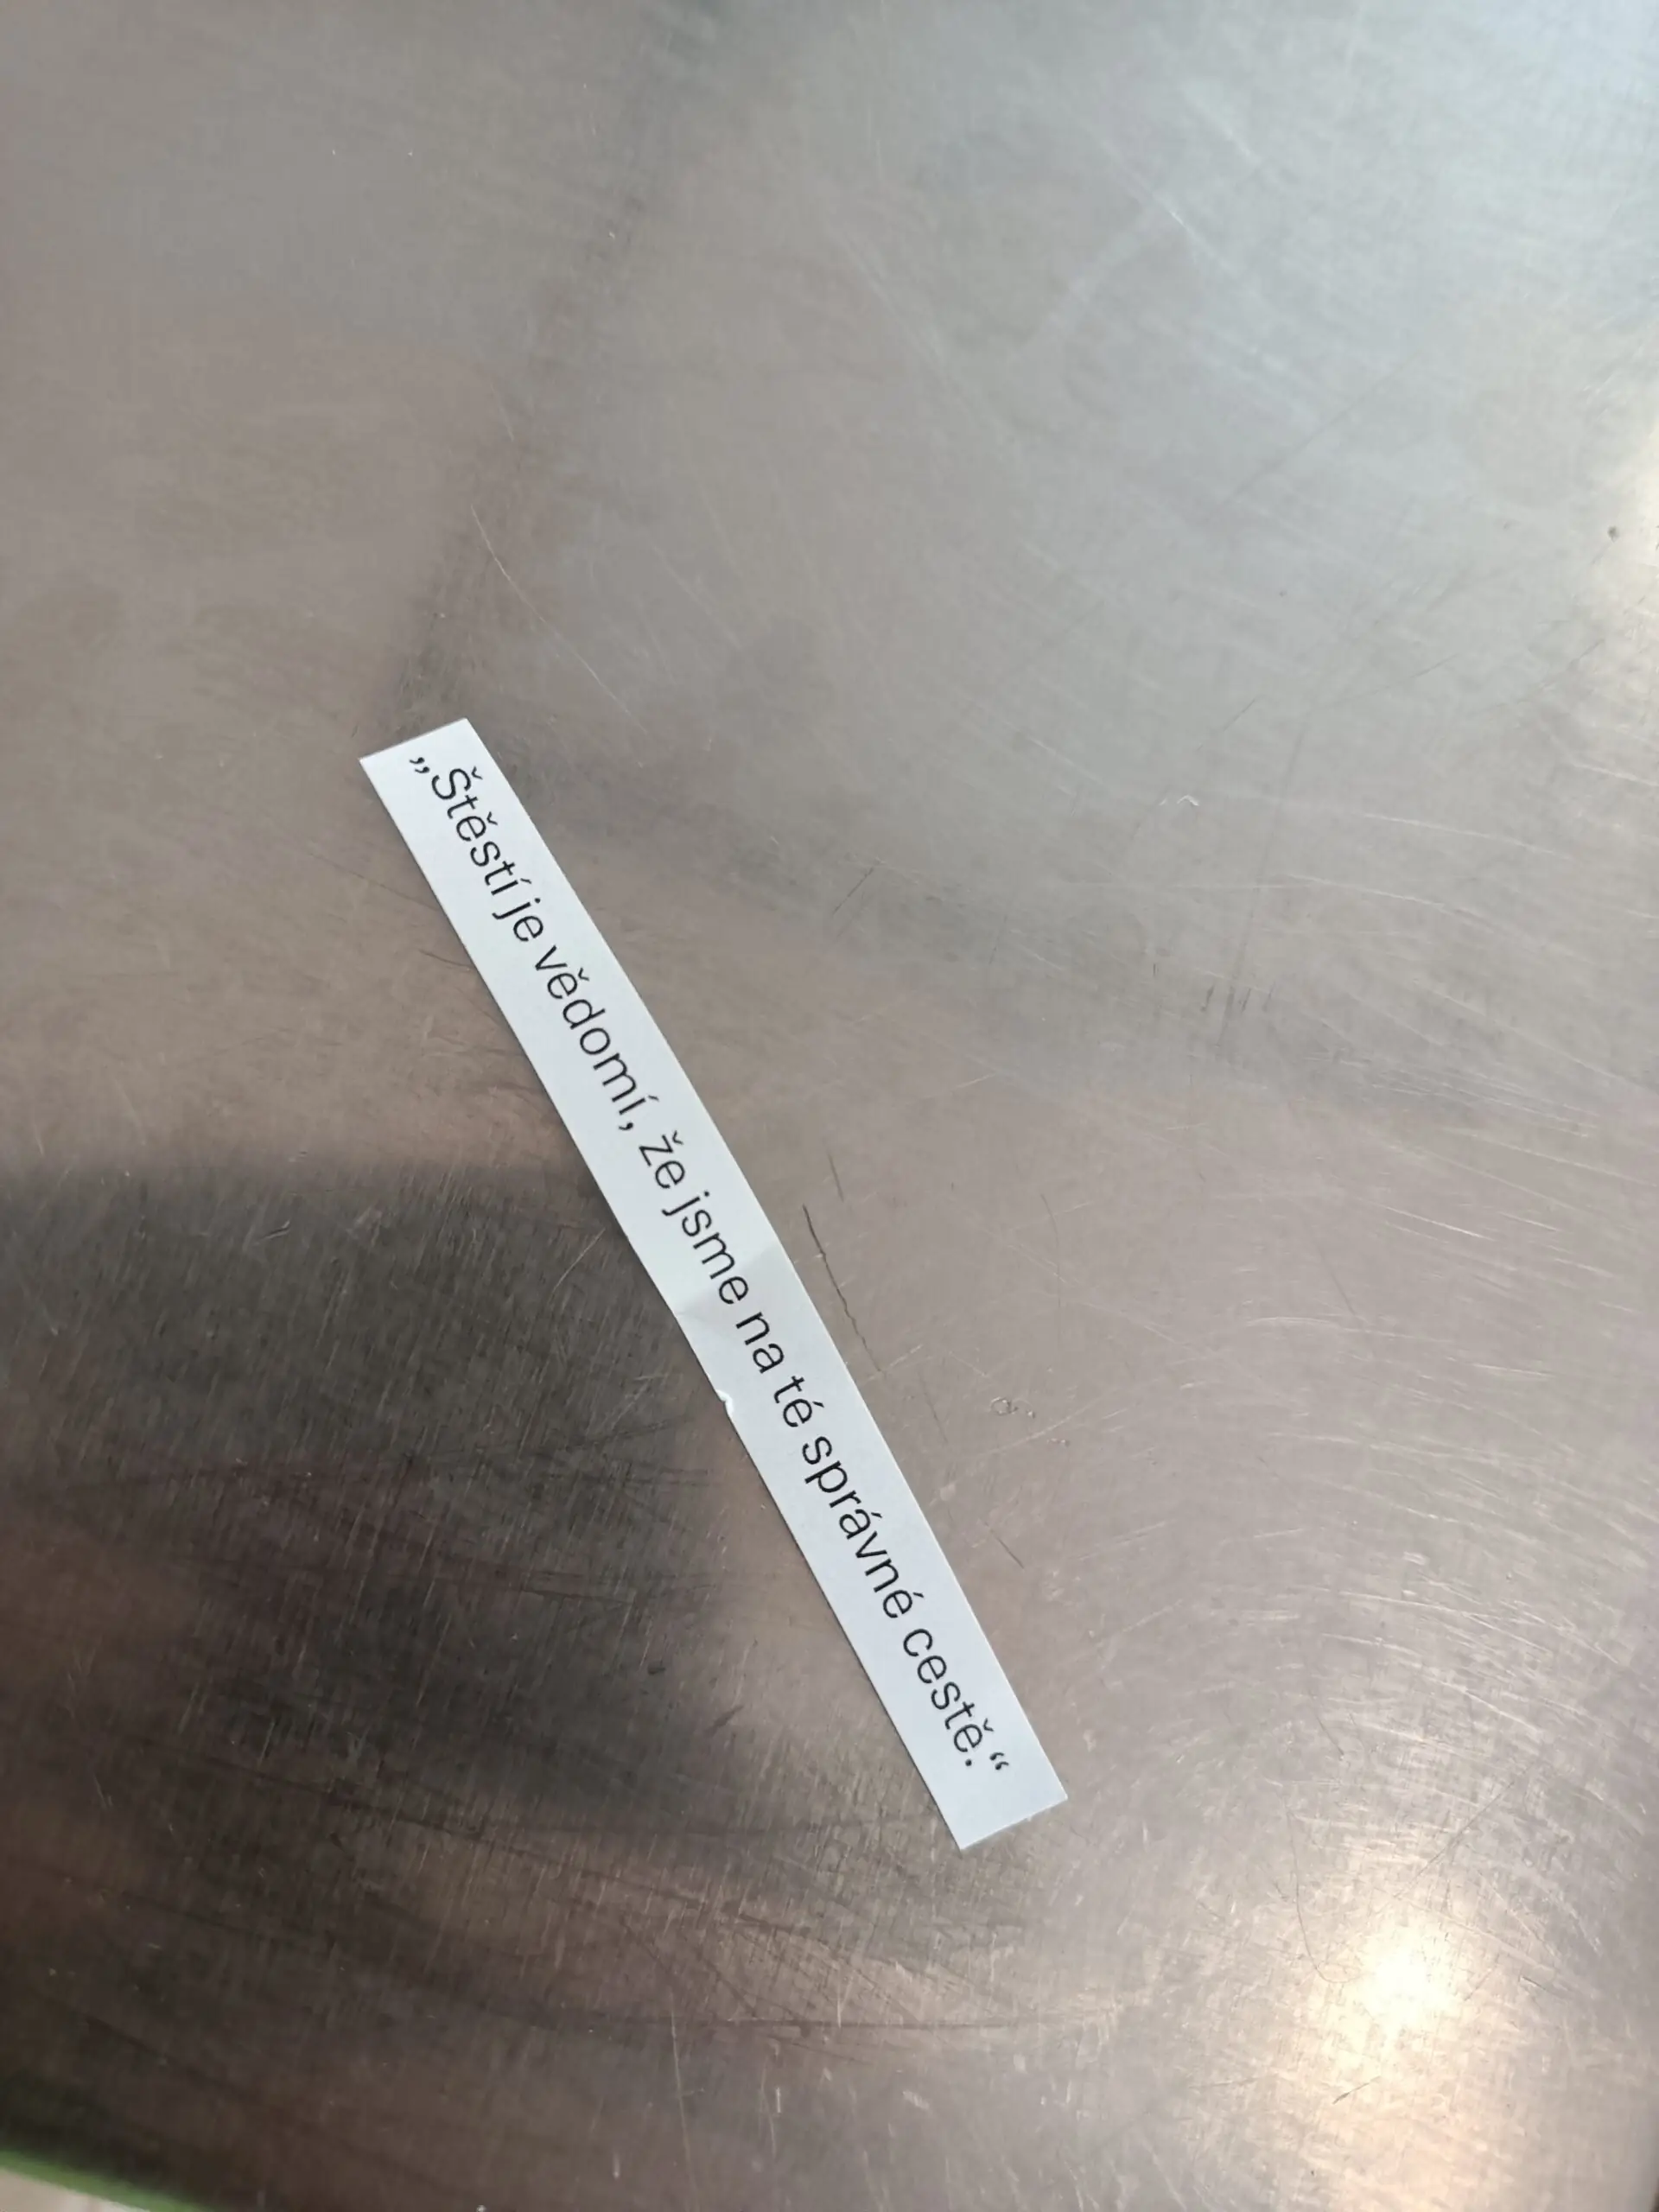 „Štěstí je vědomí, že jsme na té správné cestě.“